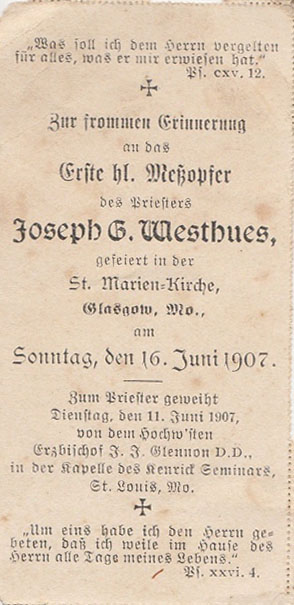 „Was soll ich dem Herrn vergelten
für alles, was er mir erwiesen hat."
Ps. cxv. 12.
Zur frommen Erinnerung
an das
Erste hl. Meßopfer
des Priesters
Joseph G. Westhues,
gefeiert in der
St. Marien-Kirche,
Glasgow, Mo.,
am
Sonntag, den 16. Juni 1907.
Zum Priester geweiht
Dienstag, den 11. Juni 1907,
von dem Hochw'sten
Erzbischof J. J. Glennon D.D.,
in der Kapelle des Kenrick Seminars,
St. Louis, Mo.
„Um eins habe ich den Herrn ge-
beten, daß ich weile im Hause des
Herrn alle Tage meines Lebens."
Ps. xxvi. 4.